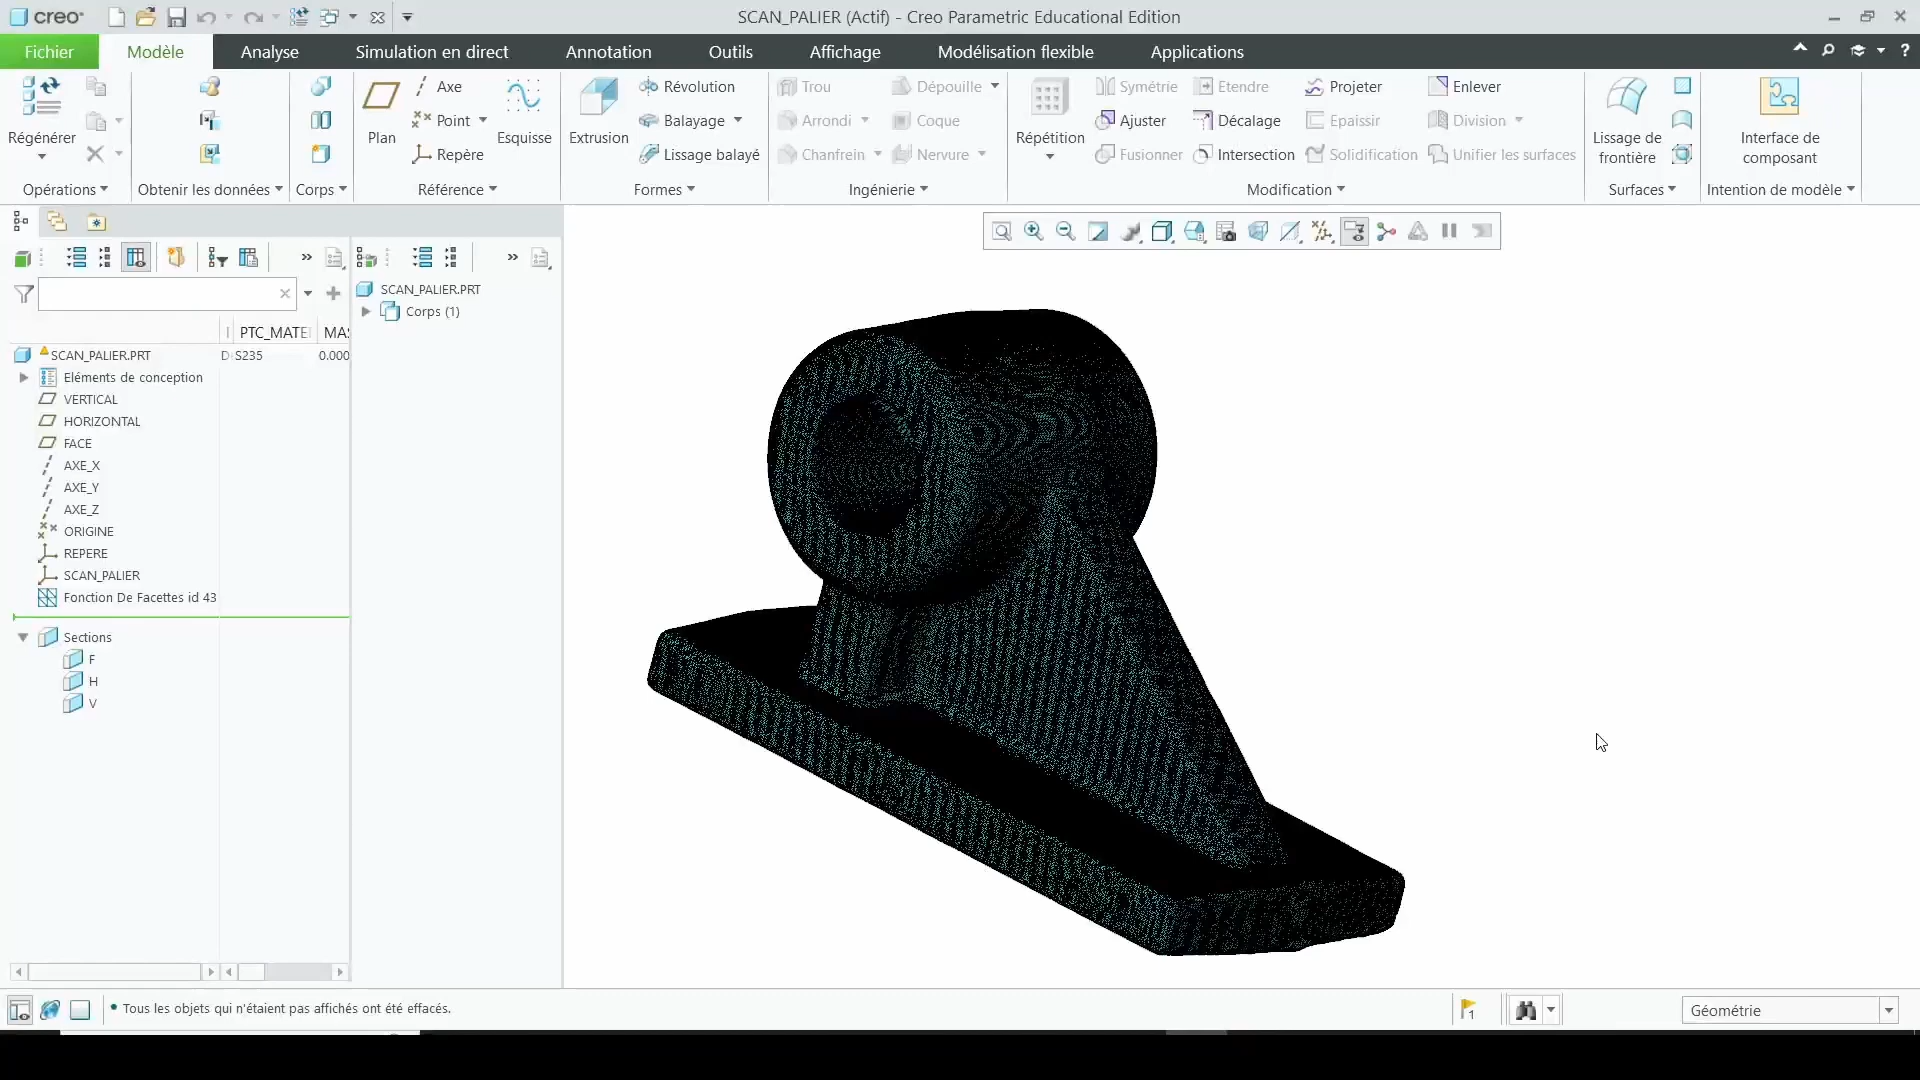 creo®
SCAN_PALIER (Actif) - Creo Parametric Educational Edition
Fichier
Modèle
Analyse
Simulation en direct
Annotation
Outils
Affichage
Modélisation flexible
Applications
?
Régénérer
Opérations
Obtenir les données
Corps
Plan
Axe
Point
Repère
Esquisse
Référence
Extrusion
Révolution
Balayage
Lissage balayé
Formes
Trou
Arrondi
Chanfrein
Dépouille
Coque
Nervure
Ingénierie
Répétition
Symétrie
Ajuster
Fusionner
Etendre
Décalage
Intersection
Projeter
Epaissir
Solidification
Enlever
Division
Unifier les surfaces
Modification
Lissage de
frontière
Surfaces
Interface de
composant
Intention de modèle
PTC_MATE
MAS
SCAN_PALIER.PRT
S235
0.000
Eléments de conception
VERTICAL
HORIZONTAL
FACE
AXE_X
AXE_Y
AXE_Z
ORIGINE
REPERE
SCAN_PALIER
Fonction De Facettes id 43
Sections
F
H
V
SCAN_PALIER.PRT
Corps (1)
• Tous les objets qui n'étaient pas affichés ont été effacés.
1
Géométrie